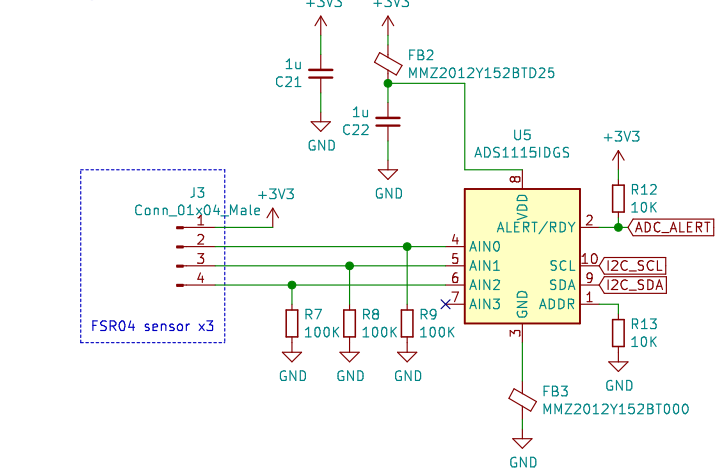 +3V3
+3V3
FB2
MMZ2012Y152BTD25
1u
C21
GND
1u
C22
GND
U5
ADS1115IDGS
+3V3
R12
10K
8
VDD
ALERT/RDY
2
ADC_ALERT
J3
Conn_01x04_Male
+3V3
1
2
3
4
FSR04 sensor x3
4
AIN0
5
AIN1
6
AIN2
7
AIN3
SCL
10
I2C_SCL
SDA
9
I2C_SDA
ADDR
1
GND
3
R7
100K
R8
100K
R9
100K
GND
GND
GND
R13
10K
GND
FB3
MMZ2012Y152BT000
GND